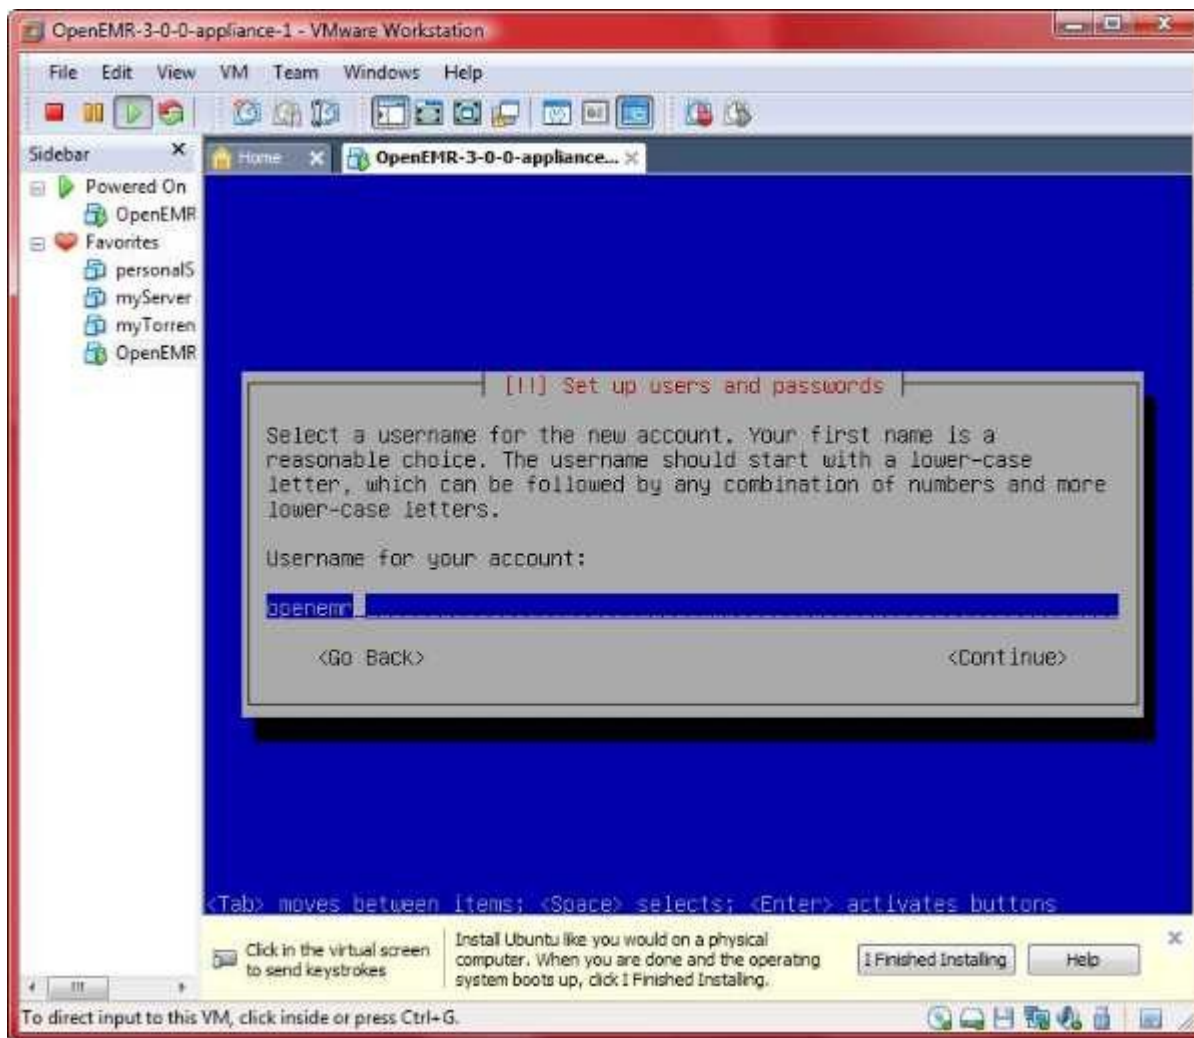 OpenEMR-3-0-0-appliance-1 - VMware Workstation
File Edit View VM Team Windows Help
Sidebar
Home
OpenEMR-3-0-0-appliance...
Powered On
OpenEMR
Favorites
personalS
myServer
myTorren
OpenEMR
[!!] Set up users and passwords
Select a username for the new account. Your first name is a
reasonable choice. The username should start with a lower-case
letter, which can be followed by any combination of numbers and more
lower-case letters.
Username for your account:
openemr
<Go Back> <Continue>
<Tab> moves between items; <Space> selects; <Enter> activates buttons
Click in the virtual screen
to send keystrokes
Install Ubuntu like you would on a physical
computer. When you are done and the operating
system boots up, click I Finished Installing.
I Finished Installing
Help
To direct input to this VM, click inside or press Ctrl+G.